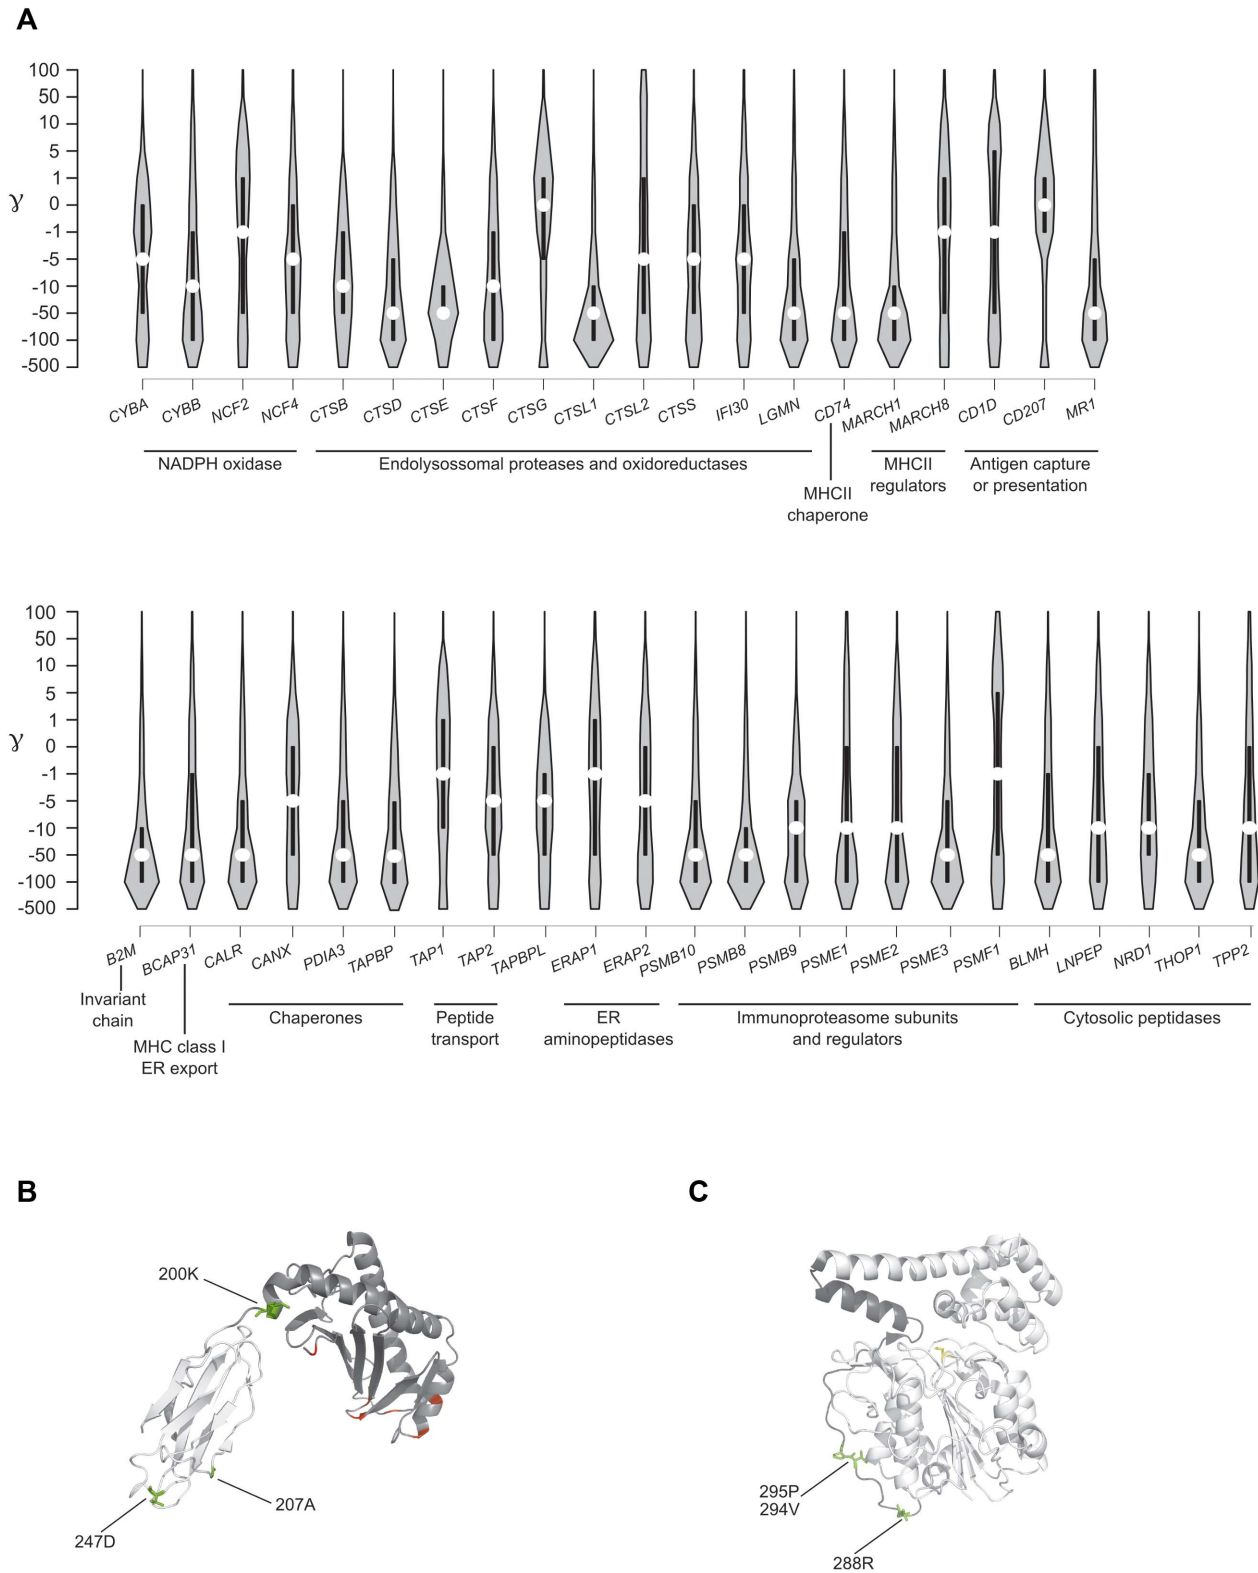 A
100
50
10
5
1
γ
0
-1
-5
-10
-50
-100
-500
CYBA CYBB NCF2 NCF4 CTSB CTSD CTSE CTSF CTSG CTSL1 CTSL2 CTSS IFI30 LGMN CD74 MARCH1 MARCH8 CD1D CD207 MR1
NADPH oxidase Endolysossomal proteases and oxidoreductases MHCII Antigen capture
regulators or presentation
MHCII
chaperone
100
50
10
5
1
γ
0
-1
-5
-10
-50
-100
-500
B2M BCAP31 CALR CANX PDIA3 TAPBP TAP1 TAP2 TAPBPL ERAP1 ERAP2 PSMB10 PSMB8 PSMB9 PSME1 PSME2 PSME3 PSMF1 BLMH LNPEP NRD1 THOP1 TPP2
Invariant
chain
Chaperones Peptide ER Immunoproteasome subunits Cytosolic peptidases
transport aminopeptidases and regulators
MHC class I
ER export
B
200K
207A
247D
C
295P
294V
288R